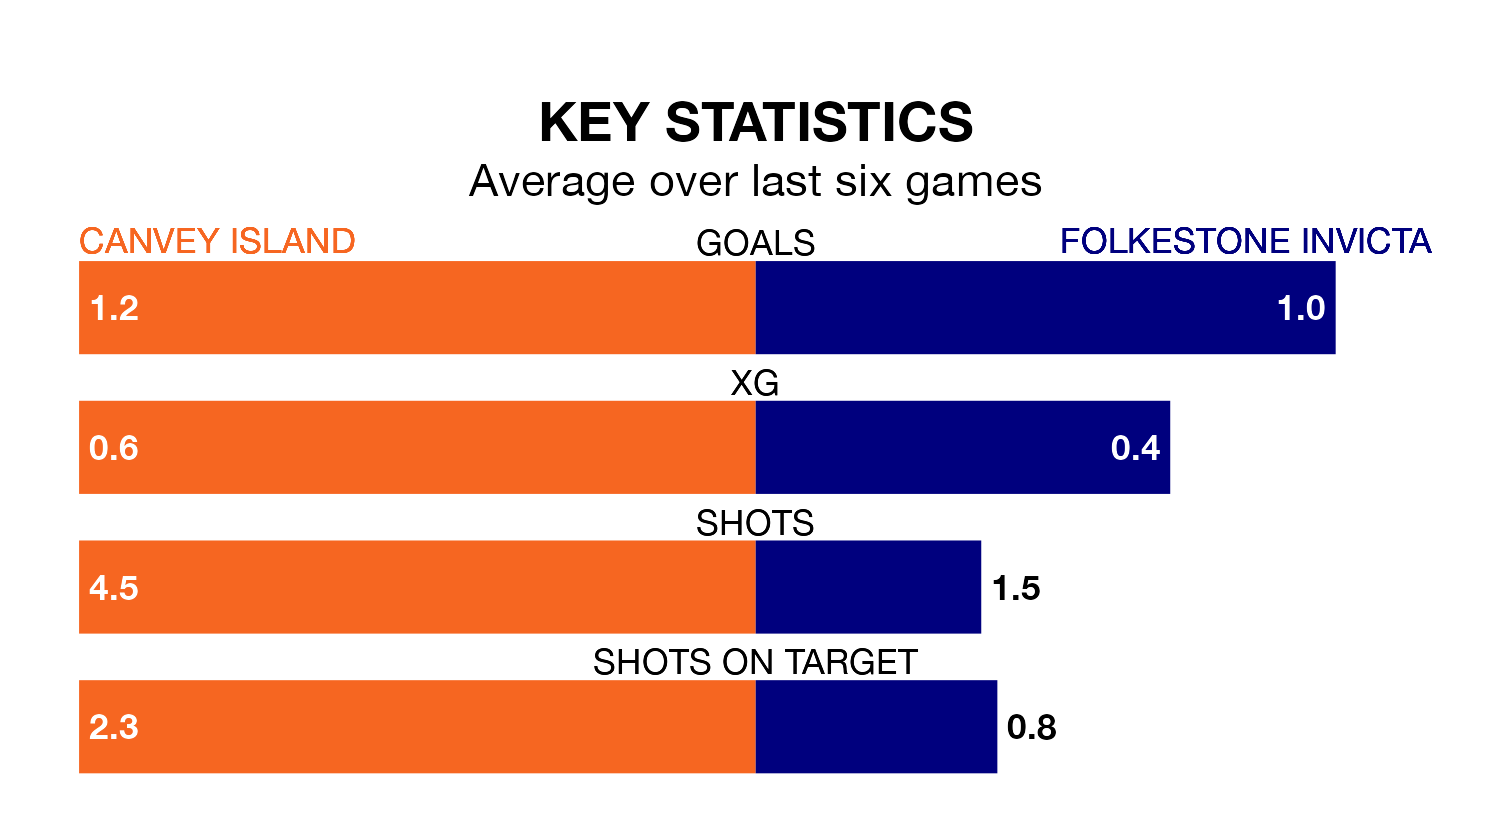 KEY STATISTICS
Average over last six games
CANVEY ISLAND GOALS FOLKESTONE INVICTA
1.2 1.0
XG
0.6 0.4
SHOTS
4.5 1.5
SHOTS ON TARGET
2.3 0.8